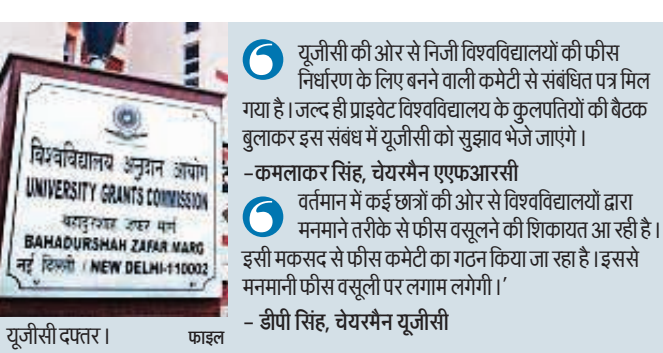 विश्वविद्यालय अनुदान आयोग
UNIVERSITY GRANTS COMMISSION
बहादुरशाह जफर मार्ग
BAHADURSHAH ZAFAR MARG
नई दिल्ली / NEW DELHI-110002
यूजीसी दफ्तर। फाइल
यूजीसी की ओर से निजी विश्वविद्यालयों की फीस
निर्धारण के लिए बनने वाली कमेटी से संबंधित पत्र मिल
गया है। जल्द ही प्राइवेट विश्वविद्यालय के कुलपतियों की बैठक
बुलाकर इस संबंध में यूजीसी को सुझाव भेजे जाएंगे।
–कमलाकर सिंह, चेयरमैन एएफआरसी
वर्तमान में कई छात्रों की ओर से विश्वविद्यालयों द्वारा
मनमाने तरीके से फीस वसूलने की शिकायत आ रही है।
इसी मकसद से फीस कमेटी का गठन किया जा रहा है। इससे
मनमानी फीस वसूली पर लगाम लगेगी।’
– डीपी सिंह, चेयरमैन यूजीसी